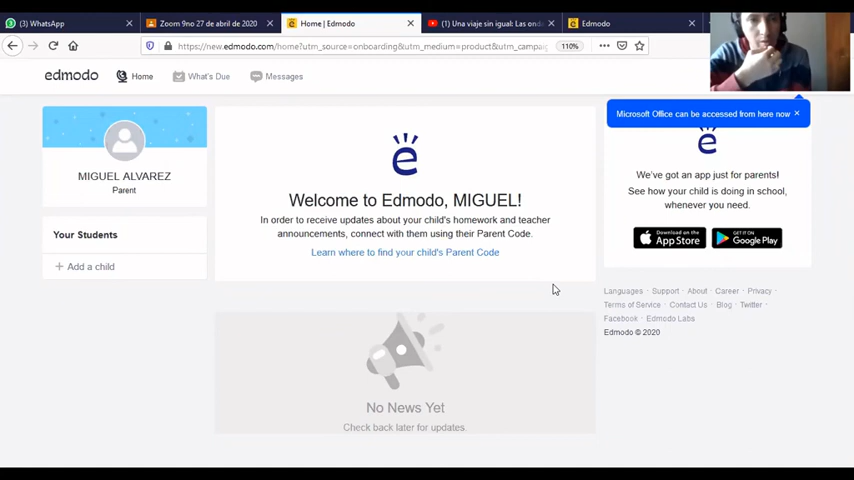 (3) WhatsApp
Zoom 9no 27 de abril de 2020
Home | Edmodo
(1) Una viaje sin igual: Las ond
Edmodo
https://new.edmodo.com/home?utm_source=onboarding&utm_medium=product&utm_campai
110%
edmodo
Home
What's Due
Messages
Microsoft Office can be accessed from here now
MIGUEL ALVAREZ
Parent
Your Students
+ Add a child
Welcome to Edmodo, MIGUEL!
In order to receive updates about your child's homework and teacher
announcements, connect with them using their Parent Code.
Learn where to find your child's Parent Code
No News Yet
Check back later for updates.
We've got an app just for parents!
See how your child is doing in school,
whenever you need.
Download on the
App Store
GET IT ON
Google Play
Languages · Support · About · Career · Privacy ·
Terms of Service · Contact Us · Blog · Twitter ·
Facebook · Edmodo Labs
Edmodo © 2020